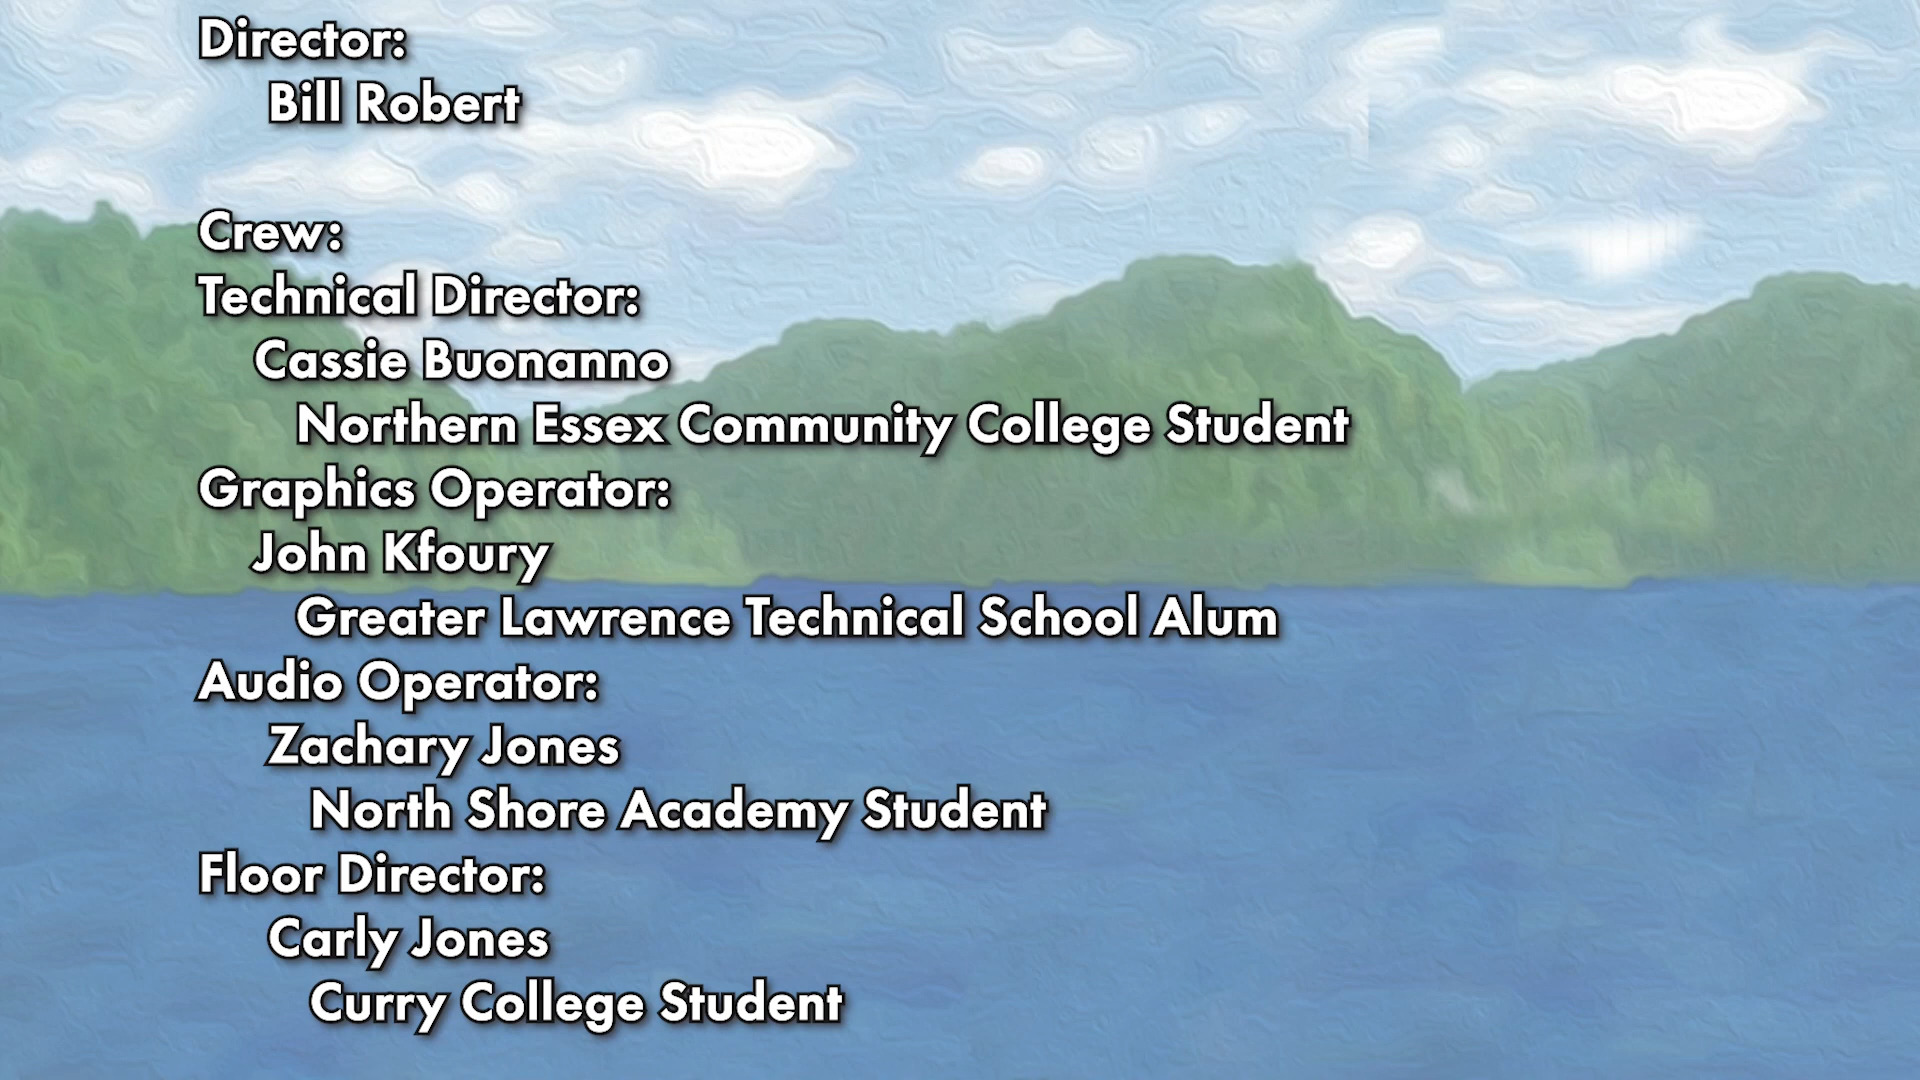 Director:
Bill Robert
Crew:
Technical Director:
Cassie Buonanno
Northern Essex Community College Student
Graphics Operator:
John Kfoury
Greater Lawrence Technical School Alum
Audio Operator:
Zachary Jones
North Shore Academy Student
Floor Director:
Carly Jones
Curry College Student